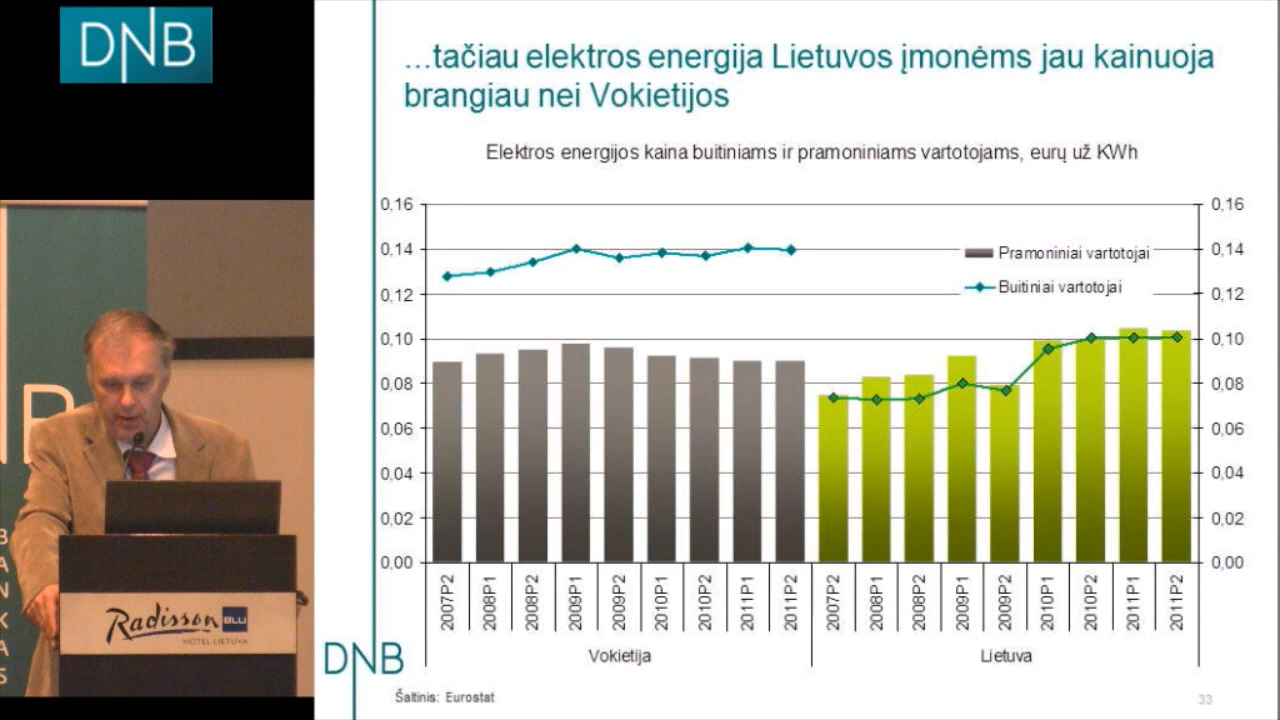 DNB
…tačiau elektros energija Lietuvos įmonėms jau kainuoja
brangiau nei Vokietijos
Elektros energijos kaina buitiniams ir pramoniniams vartotojams, eurų už KWh
0,16
0,14
0,12
0,10
0,08
0,06
0,04
0,02
0,00
0,16
0,14
0,12
0,10
0,08
0,06
0,04
0,02
0,00
Pramoniniai vartotojai
Buitiniai vartotojai
2007P2
2008P1
2008P2
2009P1
2009P2
2010P1
2010P2
2011P1
2011P2
2007P2
2008P1
2008P2
2009P1
2009P2
2010P1
2010P2
2011P1
2011P2
Vokietija
Lietuva
DNB
Šaltinis: Eurostat
33
Radisson BLU
HOTEL LIETUVA
B
A
N
K
A
S